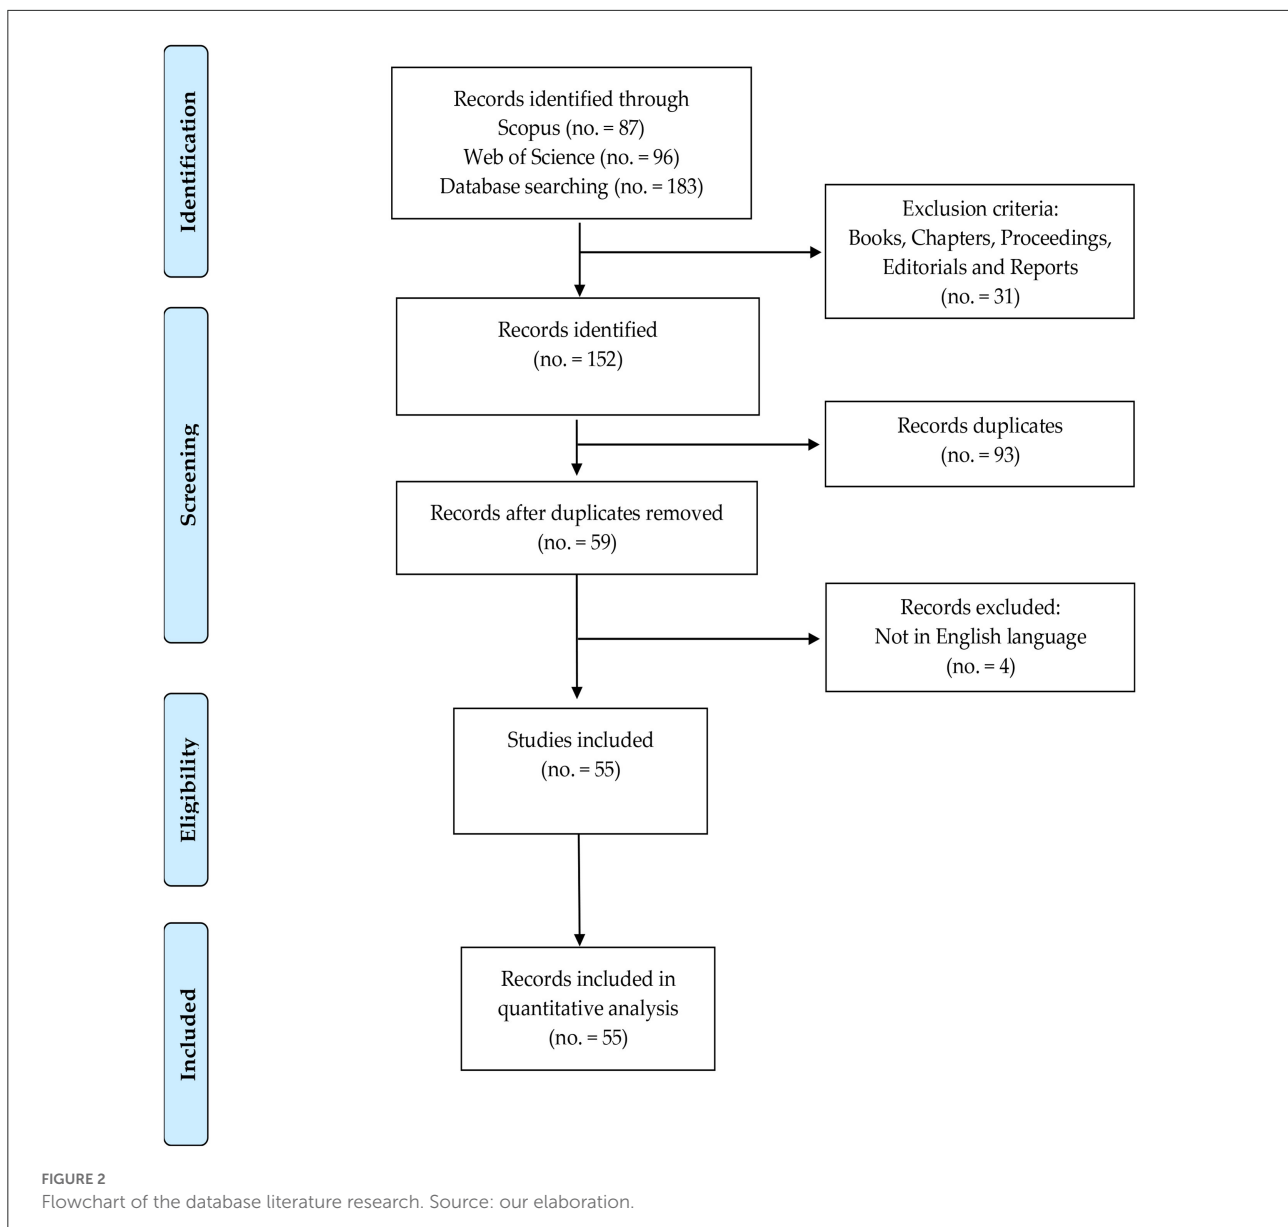 Identification
Records identified through
Scopus (no. = 87)
Web of Science (no. = 96)
Database searching (no. = 183)
Exclusion criteria:
Books, Chapters, Proceedings,
Editorials and Reports
(no. = 31)
Screening
Records identified
(no. = 152)
Records duplicates
(no. = 93)
Records after duplicates removed
(no. = 59)
Records excluded:
Not in English language
(no. = 4)
Eligibility
Studies included
(no. = 55)
Included
Records included in
quantitative analysis
(no. = 55)
FIGURE 2
Flowchart of the database literature research. Source: our elaboration.